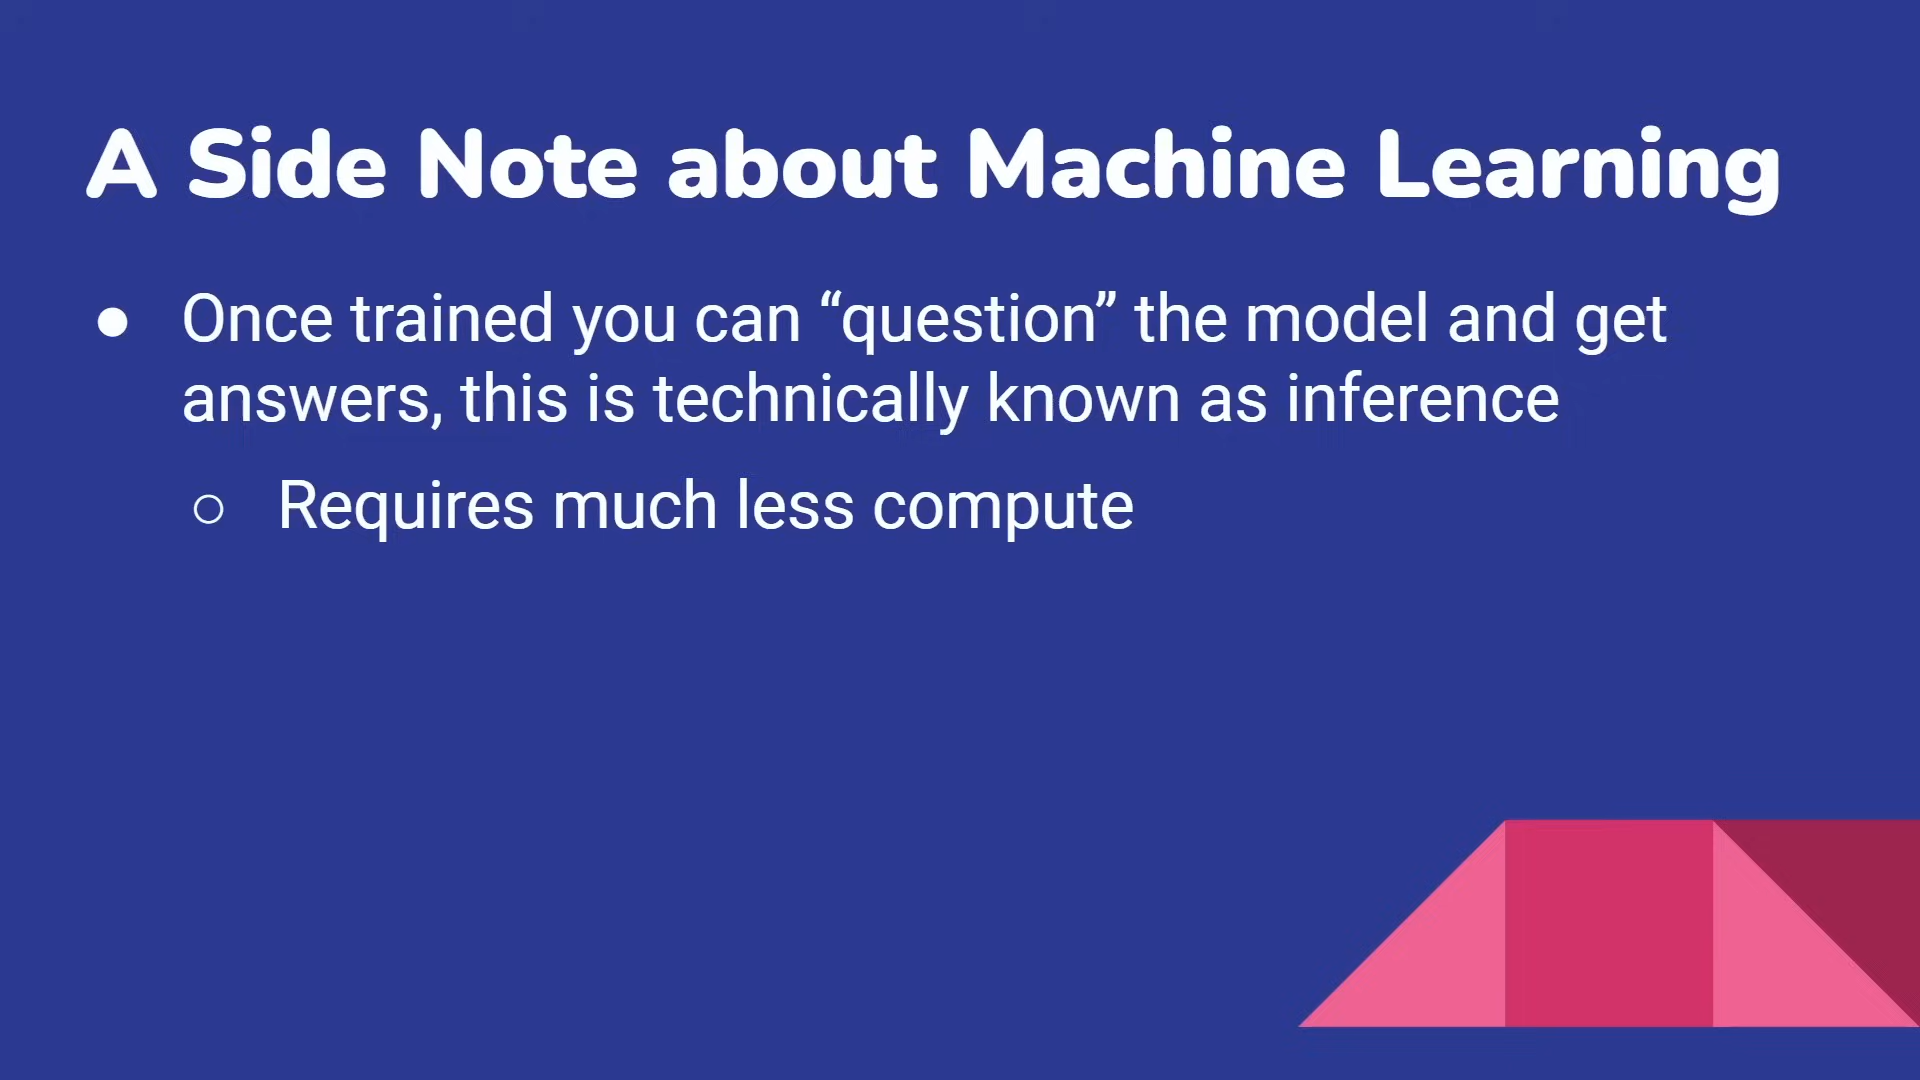 A Side Note about Machine Learning
● Once trained you can “question” the model and get
answers, this is technically known as inference
○ Requires much less compute